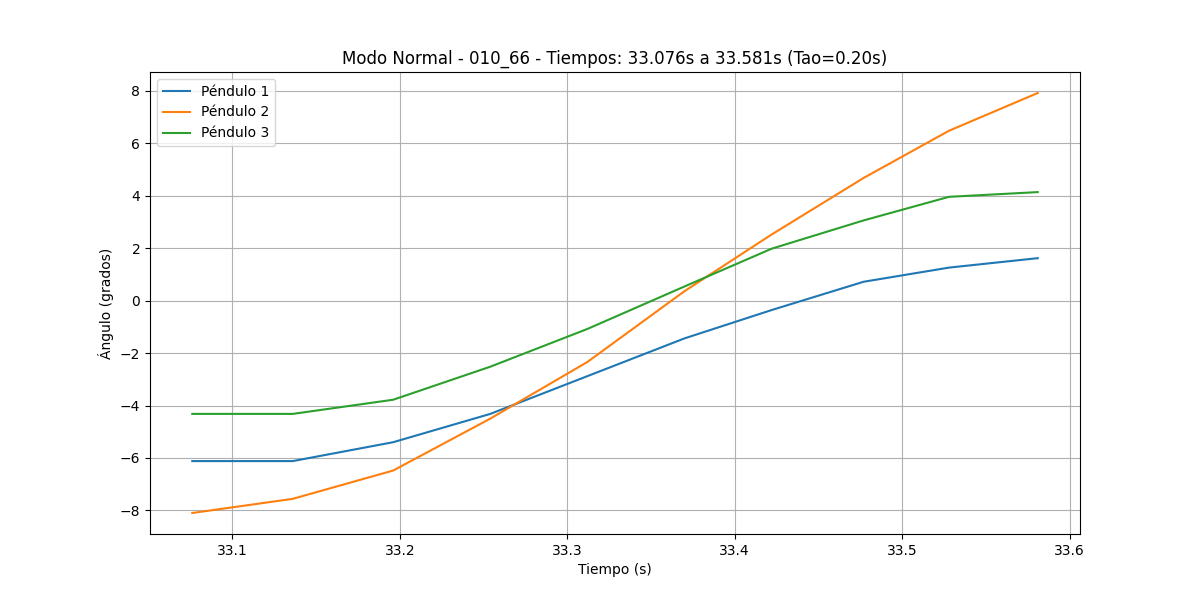 Modo Normal - 010_66 - Tiempos: 33.076s a 33.581s (Tao=0.20s)
Péndulo 1
Péndulo 2
Péndulo 3
Ángulo (grados)
8
6
4
2
0
−2
−4
−6
−8
33.1 33.2 33.3 33.4 33.5 33.6
Tiempo (s)